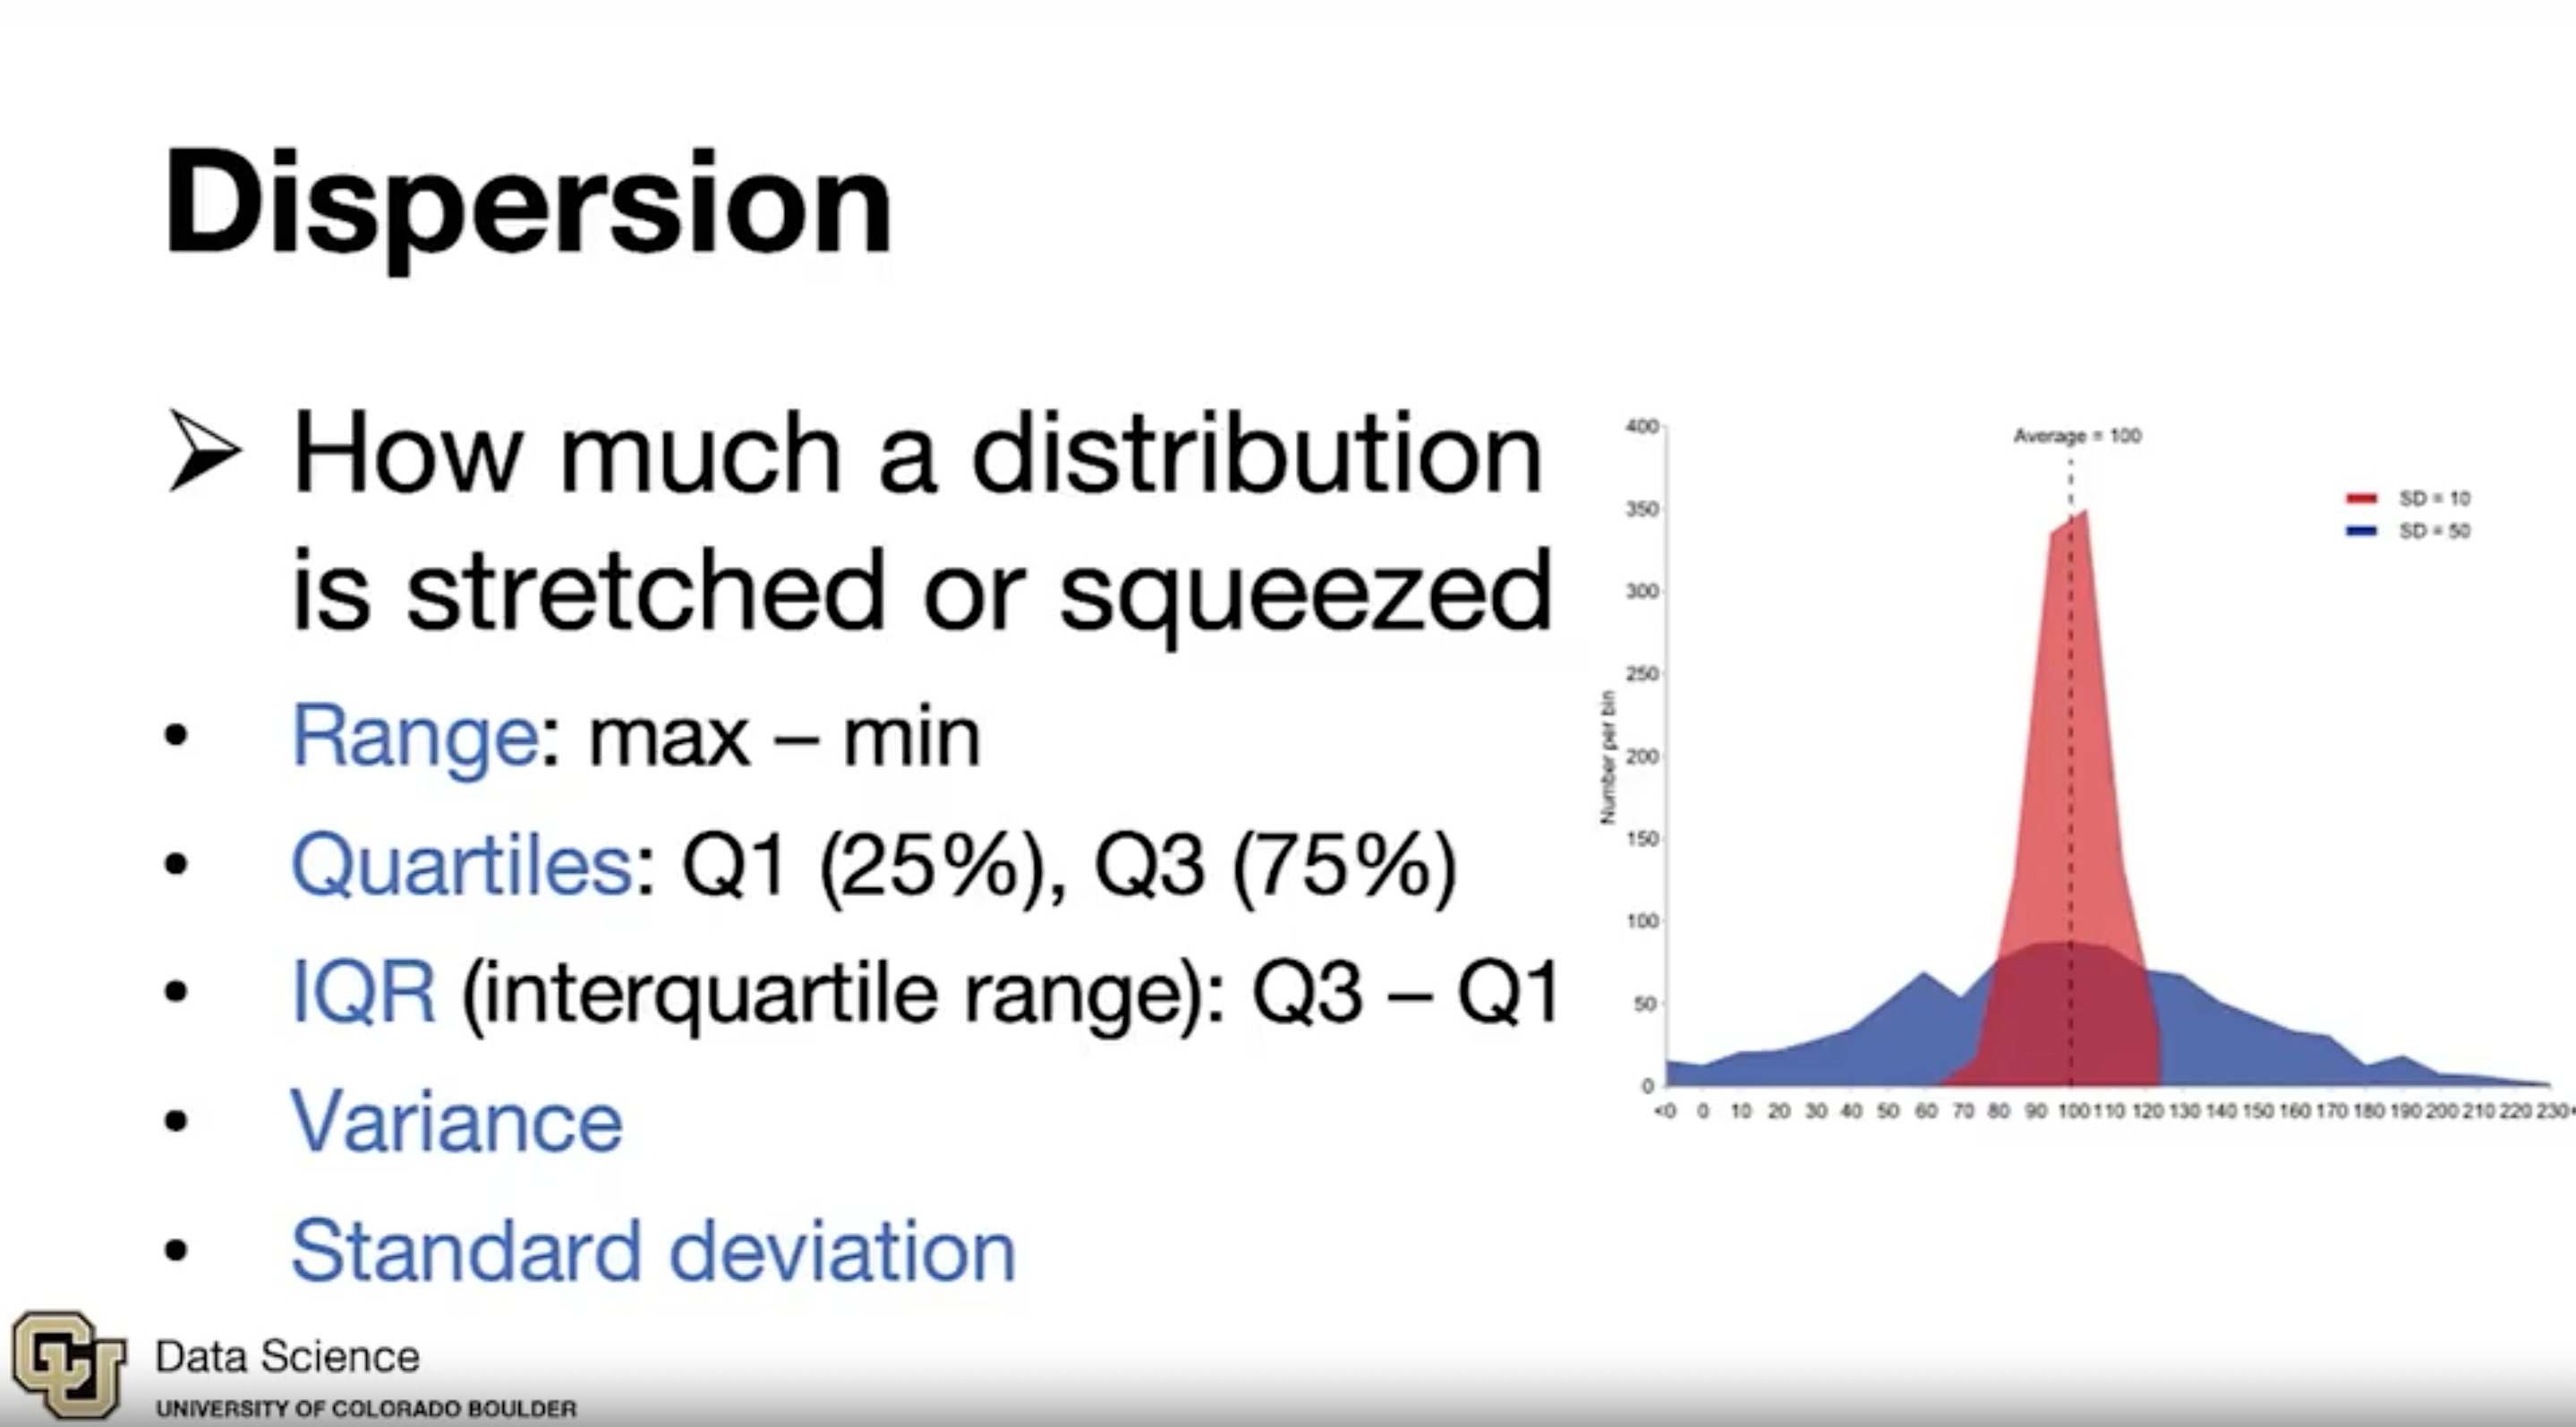 Dispersion
➢ How much a distribution
is stretched or squeezed
• Range: max – min
• Quartiles: Q1 (25%), Q3 (75%)
• IQR (interquartile range): Q3 – Q1
• Variance
• Standard deviation
400
350
300
250
200
150
100
50
0
Number per bin
Average = 100
SD = 10
SD = 50
<0 0 10 20 30 40 50 60 70 80 90 100 110 120 130 140 150 160 170 180 190 200 210 220 230
CU
Data Science
UNIVERSITY OF COLORADO BOULDER